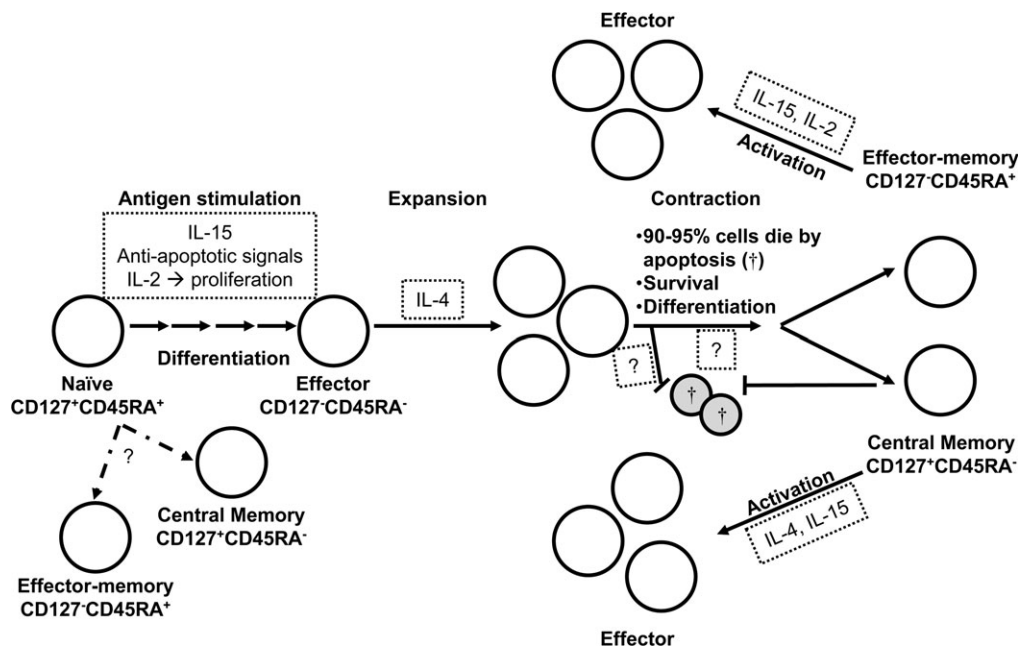 Effector
IL-15, IL-2
Activation
Effector-memory
CD127⁻CD45RA⁺
Antigen stimulation
IL-15
Anti-apoptotic signals
IL-2 → proliferation
Expansion
IL-4
Contraction
•90-95% cells die by
apoptosis (†)
•Survival
•Differentiation
?
?
†
†
Differentiation
Naïve
CD127⁺CD45RA⁺
Effector
CD127⁻CD45RA⁻
?
Central Memory
CD127⁺CD45RA⁻
Effector-memory
CD127⁻CD45RA⁺
Central Memory
CD127⁺CD45RA⁻
Activation
IL-4, IL-15
Effector